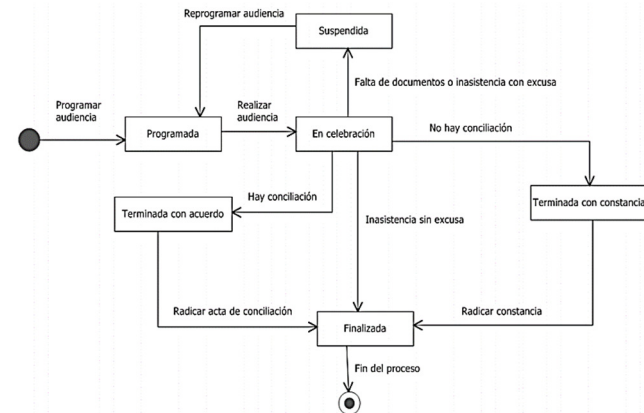 Reprogramar audiencia
Suspendida
Falta de documentos o inasistencia con excusa
Programar
audiencia
Realizar
audiencia
Programada
En celebración
No hay conciliación
Hay conciliación
Terminada con acuerdo
Terminada con constancia
Inasistencia sin excusa
Radicar acta de conciliación
Radicar constancia
Finalizada
Fin del proceso